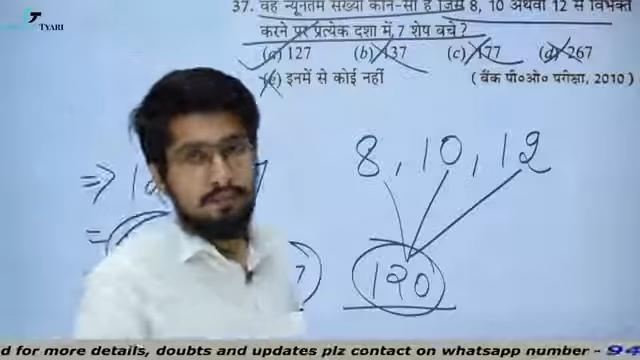 TYARI
37. वह न्यूनतम संख्या कौन-सी है जिसे 8, 10 अथवा 12 से विभक्त
करने पर प्रत्येक दशा में 7 शेष बचे ?
(a) 127 (b) 137 (c) 177 (d) 267
(e) इनमें से कोई नहीं ( बैंक पी०ओ० परीक्षा, 2010 )
8, 10, 12
120
d for more details, doubts and updates plz contact on whatsapp number - 94